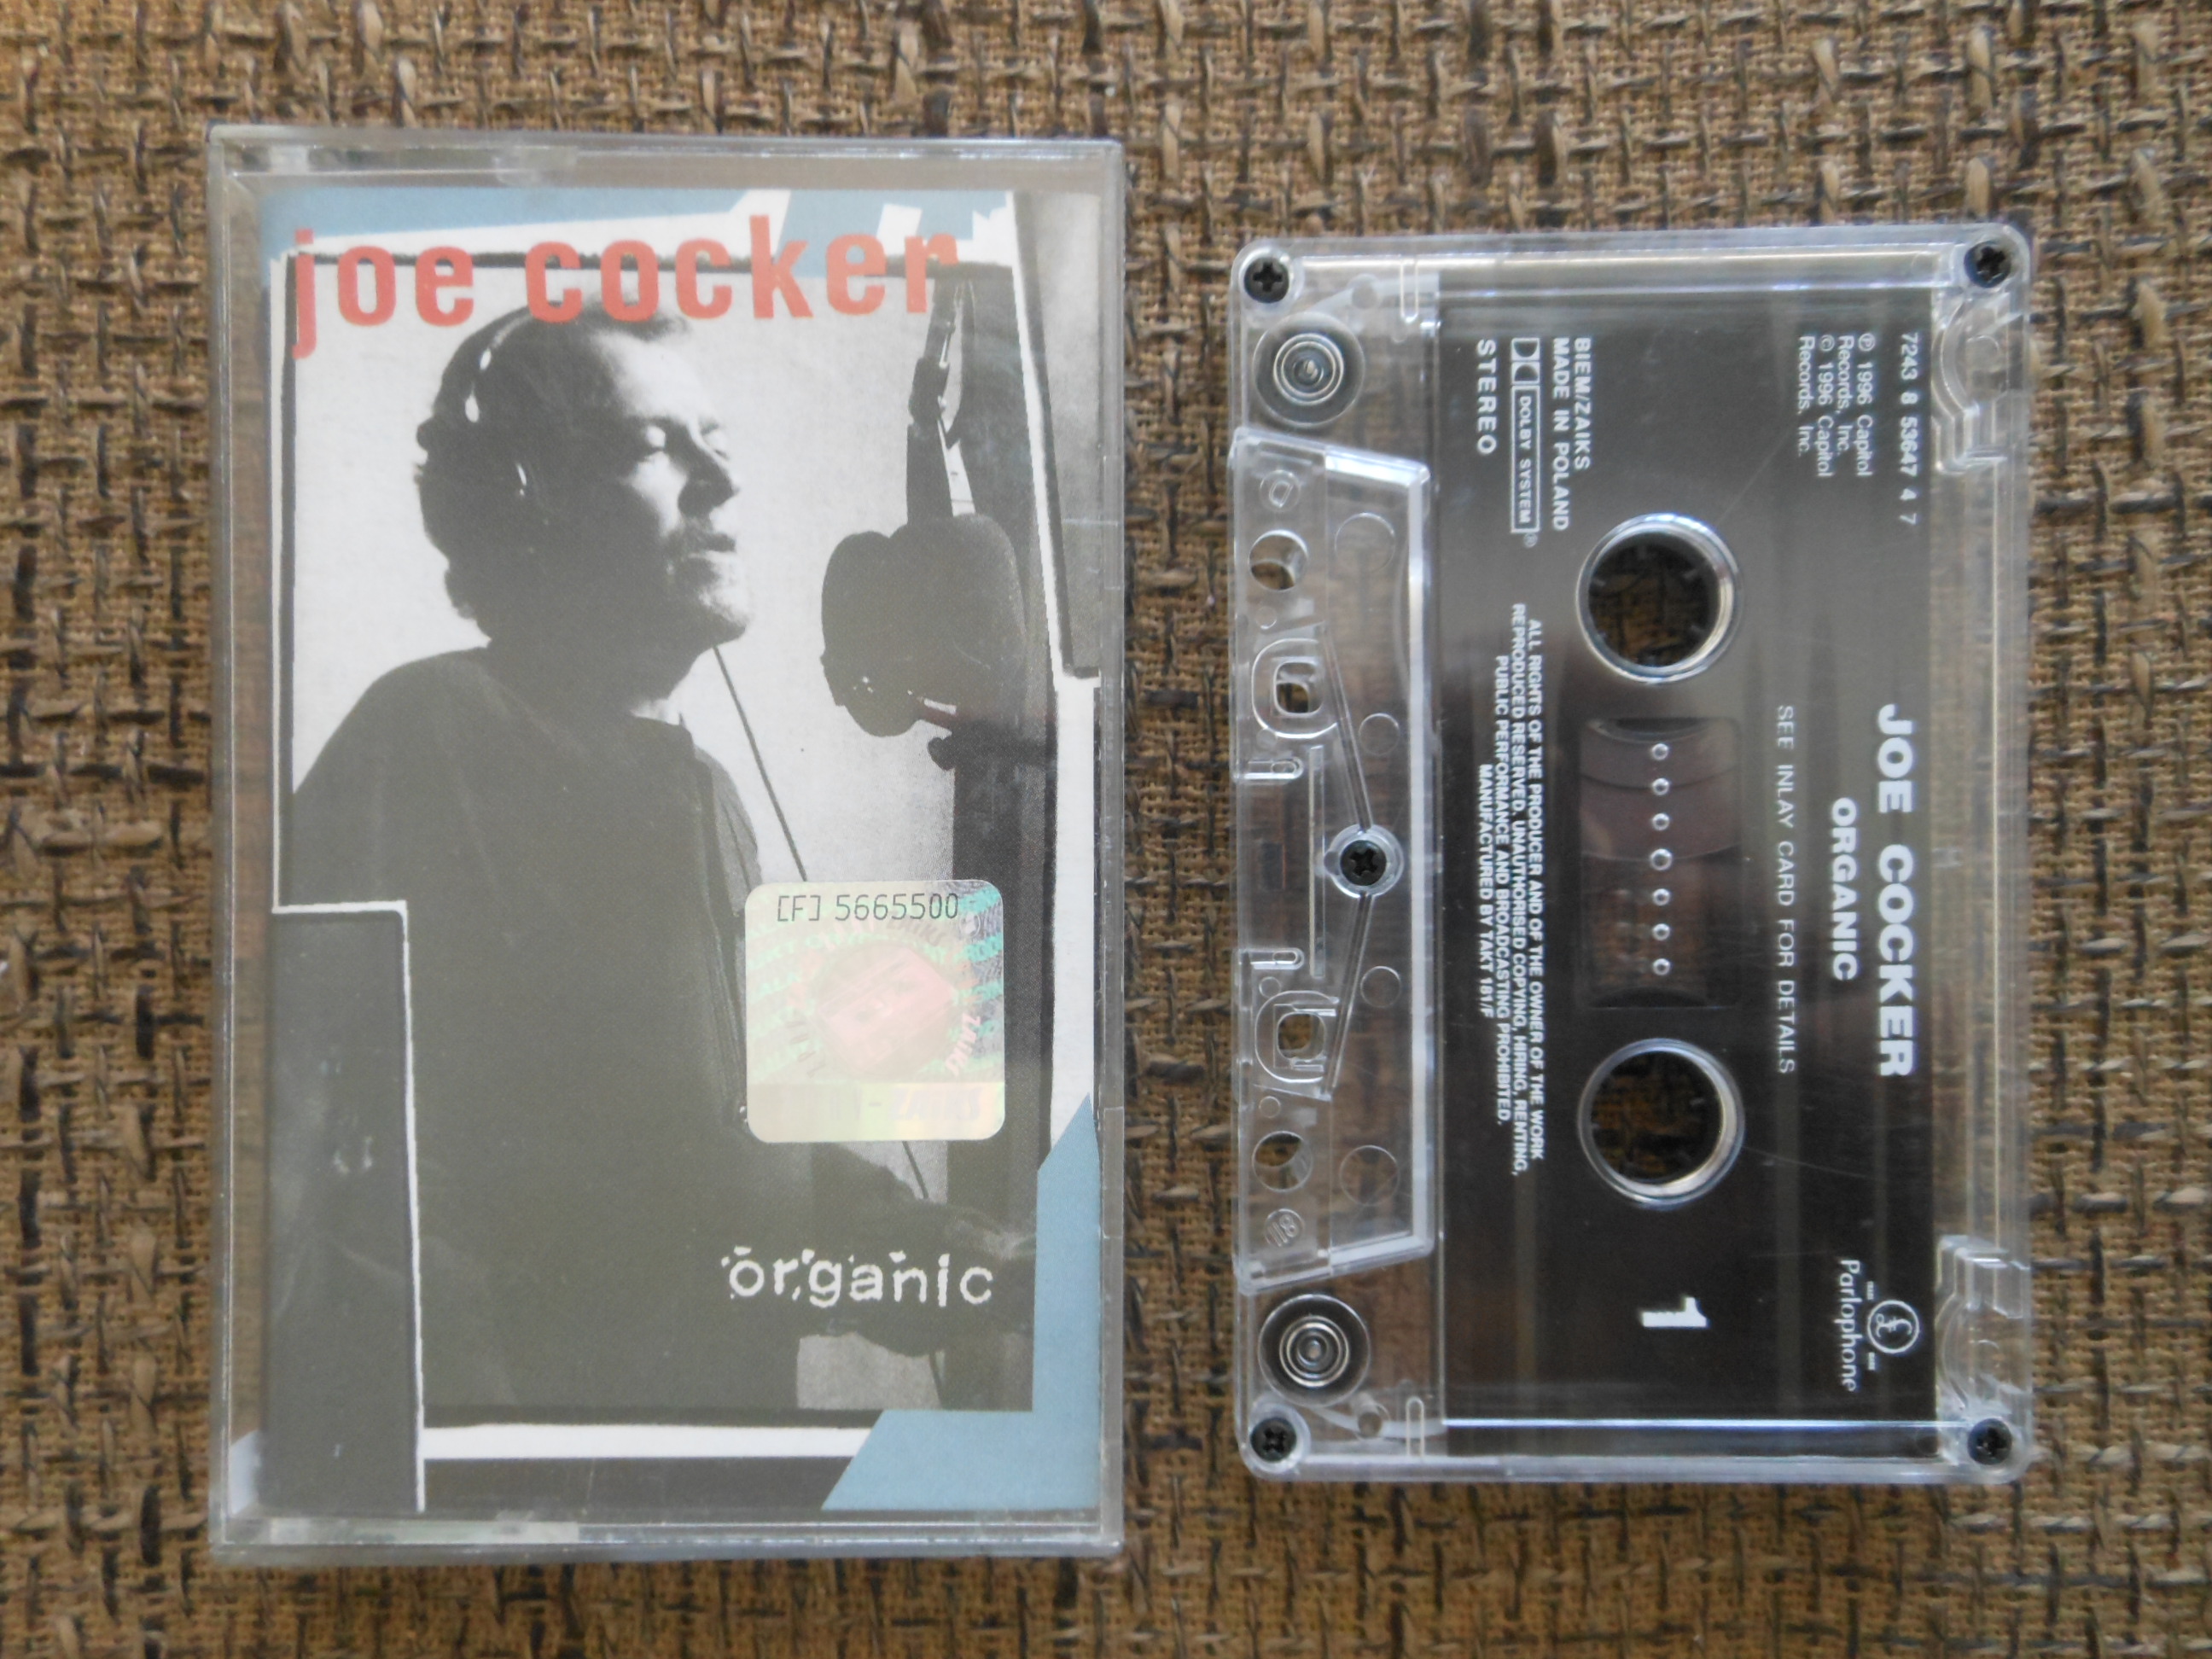 joe cocker
[F] 5665500
organic
7243 8 53647 4 7
℗ 1996 Capitol
Records, Inc.
© 1996 Capitol
Records, Inc.
JOE COCKER
ORGANIC
SEE INLAY CARD FOR DETAILS
Parlophone
1
BIEM/ZAIKS
MADE IN POLAND
DOLBY SYSTEM®
STEREO
ALL RIGHTS OF THE PRODUCER AND OF THE OWNER OF THE WORK
REPRODUCED RESERVED. UNAUTHORISED COPYING, HIRING, RENTING,
PUBLIC PERFORMANCE AND BROADCASTING PROHIBITED.
MANUFACTURED BY TAKT 181/F